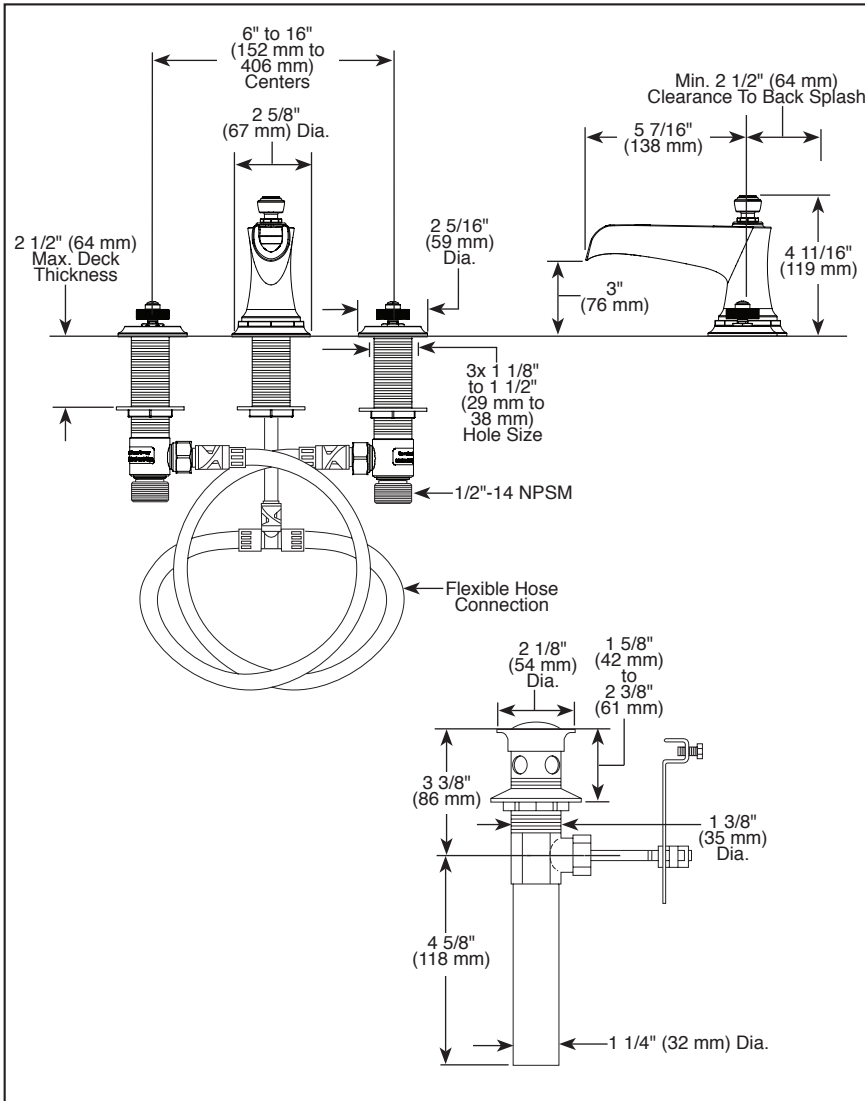 6" to 16"
(152 mm to
406 mm)
Centers
2 5/8"
(67 mm) Dia.
Min. 2 1/2" (64 mm)
Clearance To Back Splash
5 7/16"
(138 mm)
2 1/2" (64 mm)
Max. Deck
Thickness
2 5/16"
(59 mm)
Dia.
4 11/16"
(119 mm)
3"
(76 mm)
3x 1 1/8"
to 1 1/2"
(29 mm to
38 mm)
Hole Size
1/2"-14 NPSM
Flexible Hose
Connection
2 1/8"
(54 mm)
Dia.
1 5/8"
(42 mm)
to
2 3/8"
(61 mm)
3 3/8"
(86 mm)
1 3/8"
(35 mm)
Dia.
4 5/8"
(118 mm)
1 1/4" (32 mm) Dia.